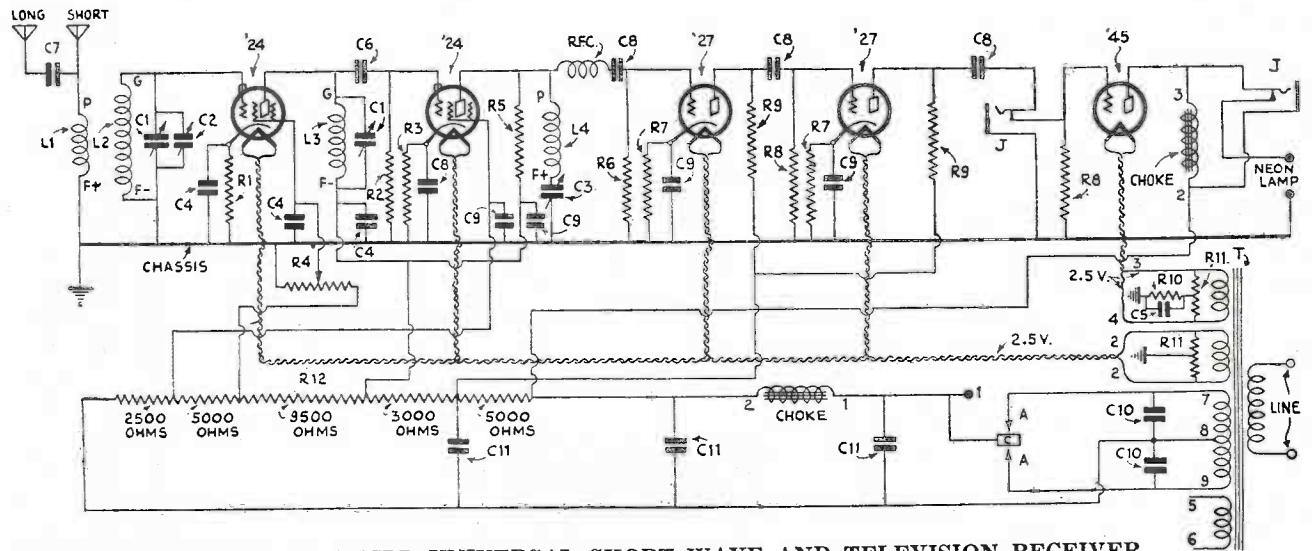 LONG SHORT
C7
'24
C6
'24
R.F.C. C8
'27
C8
'27
C8
'45
J
G
P
L1
F+
L2
C1
C2
F-
C4
R1
C4
G
L3
C1
F-
R2
C4
R3
C8
R5
C9
P
L4
F+
C3
C9
R6
R7
C9
R9
R8
R7
C9
R9
J
R8
3
CHOKE
2
NEON
LAMP
CHASSIS
R4
2.5 V.
3
R10
R11.
C5
4
2.5V.
2
R11
2
LINE
R12
2500
OHMS
5000
OHMS
9500
OHMS
3000
OHMS
5000
OHMS
C11
C11
2
CHOKE
1
C11
1
A
C
A
C10
C10
7
8
9
5
6
UNIVERSAL SHORT-WAVE AND TELEVISION RECEIVER